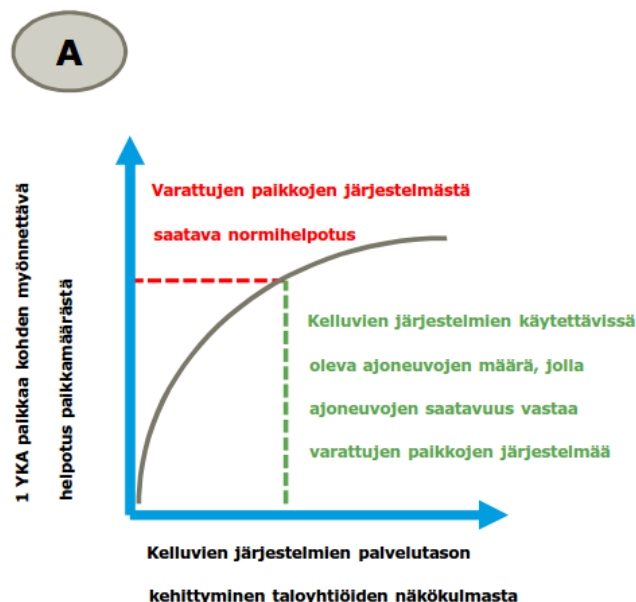 A
Varattujen paikkojen järjestelmästä
saatava normihelpotus
1 YKA paikkaa kohden myönnettävä
helpotus paikkamäärästä
Kelluvien järjestelmien käytettävissä
oleva ajoneuvojen määrä, jolla
ajoneuvojen saatavuus vastaa
varattujen paikkojen järjestelmää
Kelluvien järjestelmien palvelutason
kehittyminen taloyhtiöiden näkökulmasta